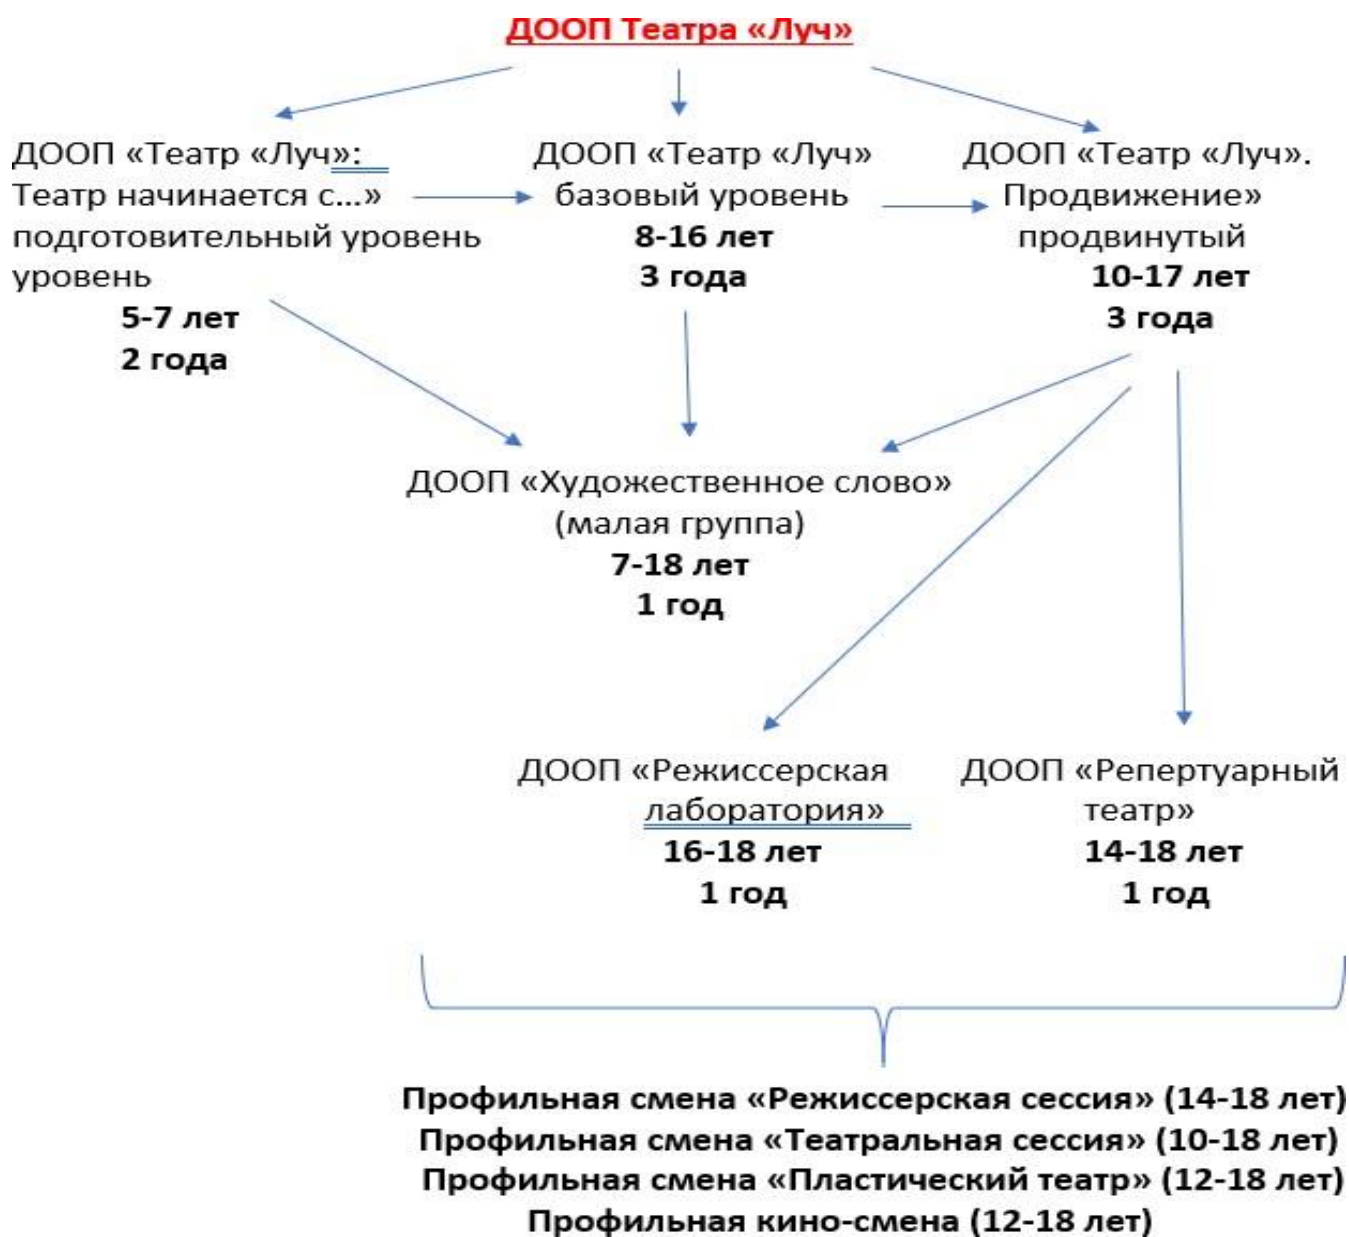 ДООП Театра «Луч»
ДООП «Театр «Луч»:
Театр начинается с...»
подготовительный уровень
уровень
5-7 лет
2 года
ДООП «Театр «Луч»
базовый уровень
8-16 лет
3 года
ДООП «Театр «Луч».
Продвижение»
продвинутый
10-17 лет
3 года
ДООП «Художественное слово»
(малая группа)
7-18 лет
1 год
ДООП «Режиссерская
лаборатория»
16-18 лет
1 год
ДООП «Репертуарный
театр»
14-18 лет
1 год
Профильная смена «Режиссерская сессия» (14-18 лет)
Профильная смена «Театральная сессия» (10-18 лет)
Профильная смена «Пластический театр» (12-18 лет)
Профильная кино-смена (12-18 лет)